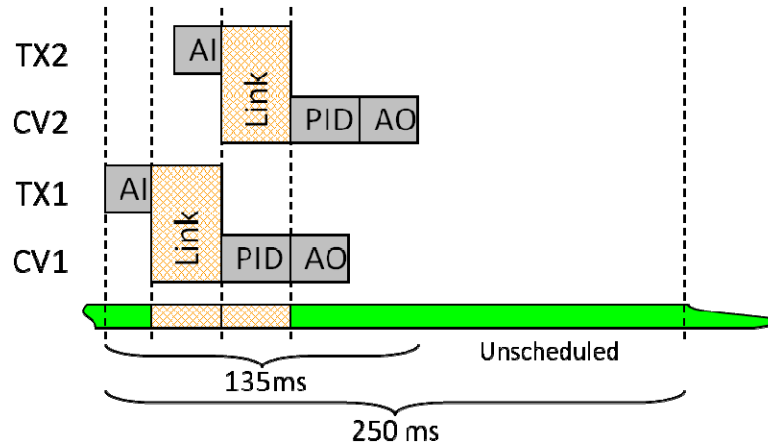 TX2
AI
Link
CV2
PID
AO
TX1
AI
Link
CV1
PID
AO
Unscheduled
135ms
250 ms